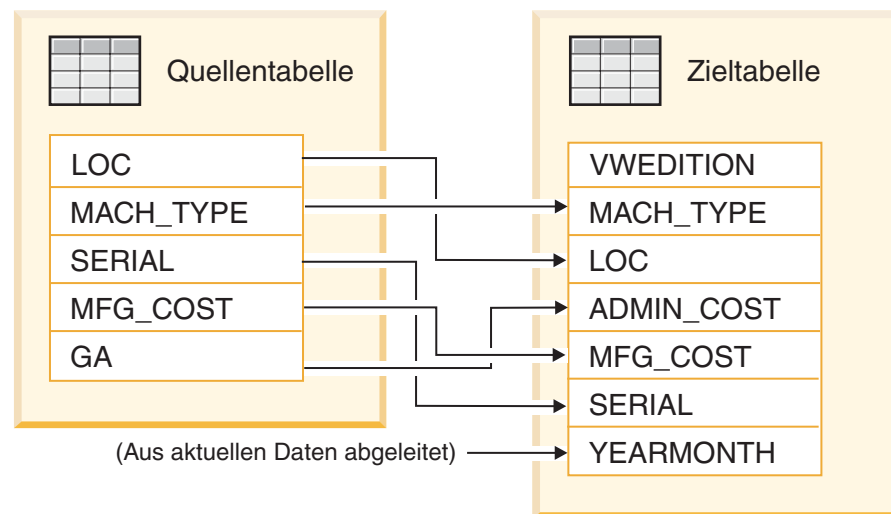 Quellentabelle
LOC
MACH_TYPE
SERIAL
MFG_COST
GA
Zieltabelle
VWEDITION
MACH_TYPE
LOC
ADMIN_COST
MFG_COST
SERIAL
YEARMONTH
(Aus aktuellen Daten abgeleitet)